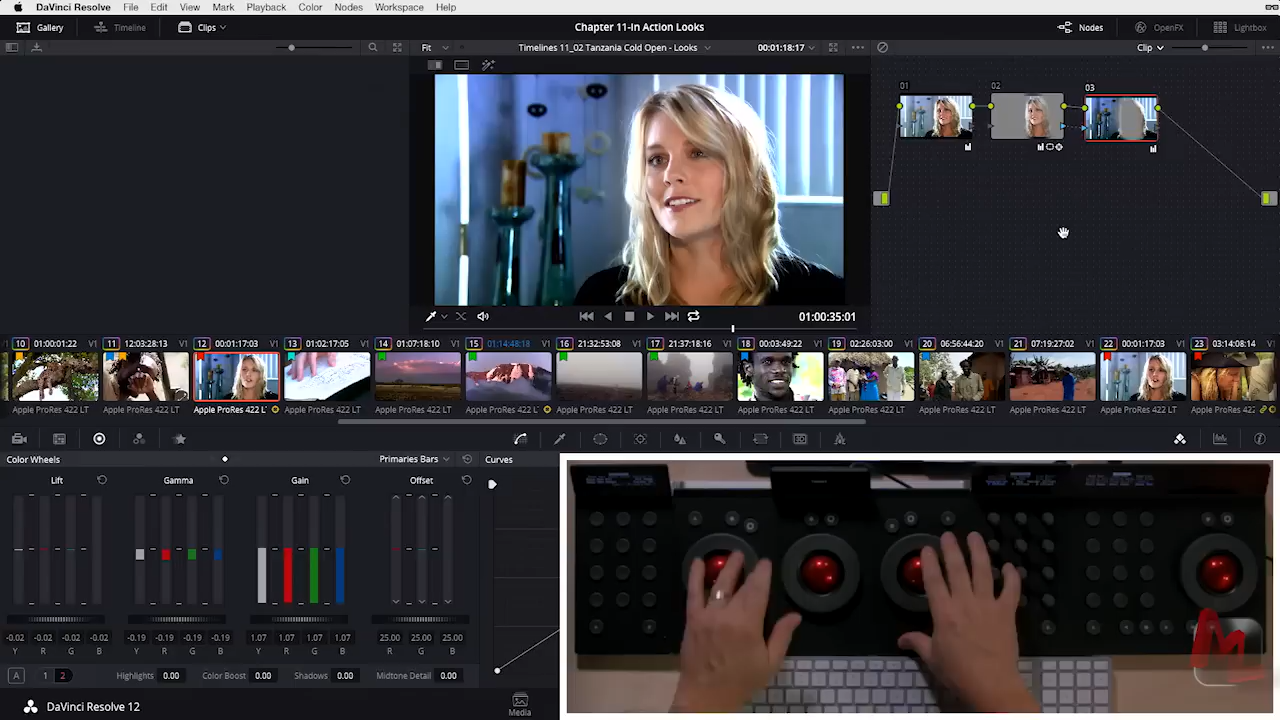 DaVinci Resolve File Edit View Mark Playback Color Nodes Workspace Help
Gallery Timeline Clips Chapter 11-In Action Looks Nodes OpenFX Lightbox
Fit Timelines 11_02 Tanzania Cold Open - Looks 00:01:18:17 Clip
01 02 03
01:00:35:01
10 01:00:01:22 V1 11 12:03:28:13 V1 12 00:01:17:03 V1 13 01:02:17:05 V1 14 01:07:18:10 V1 15 01:14:48:18 V1 16 21:32:53:08 V1 17 21:37:18:16 V1 18 00:03:49:22 V1 19 02:26:03:00 V1 20 06:56:44:20 V1 21 07:19:27:02 V1 22 00:01:17:03 V1 23 03:14:08:14 V1
Apple ProRes 422 LT Apple ProRes 422 LT Apple ProRes 422 LT Apple ProRes 422 LT Apple ProRes 422 LT Apple ProRes 422 LT Apple ProRes 422 LT Apple ProRes 422 LT Apple ProRes 422 LT Apple ProRes 422 LT Apple ProRes 422 LT Apple ProRes 422 LT Apple ProRes 422 LT Apple ProRes 422 LT
Color Wheels Primaries Bars Curves
Lift Gamma Gain Offset
-0.02 -0.02 -0.02 -0.02 -0.19 -0.19 -0.19 -0.19 1.07 1.07 1.07 1.07 25.00 25.00 25.00
Y R G B Y R G B Y R G B R G B
A 1 2 Highlights 0.00 Color Boost 0.00 Shadows 0.00 Midtone Detail 0.00
DaVinci Resolve 12 Media